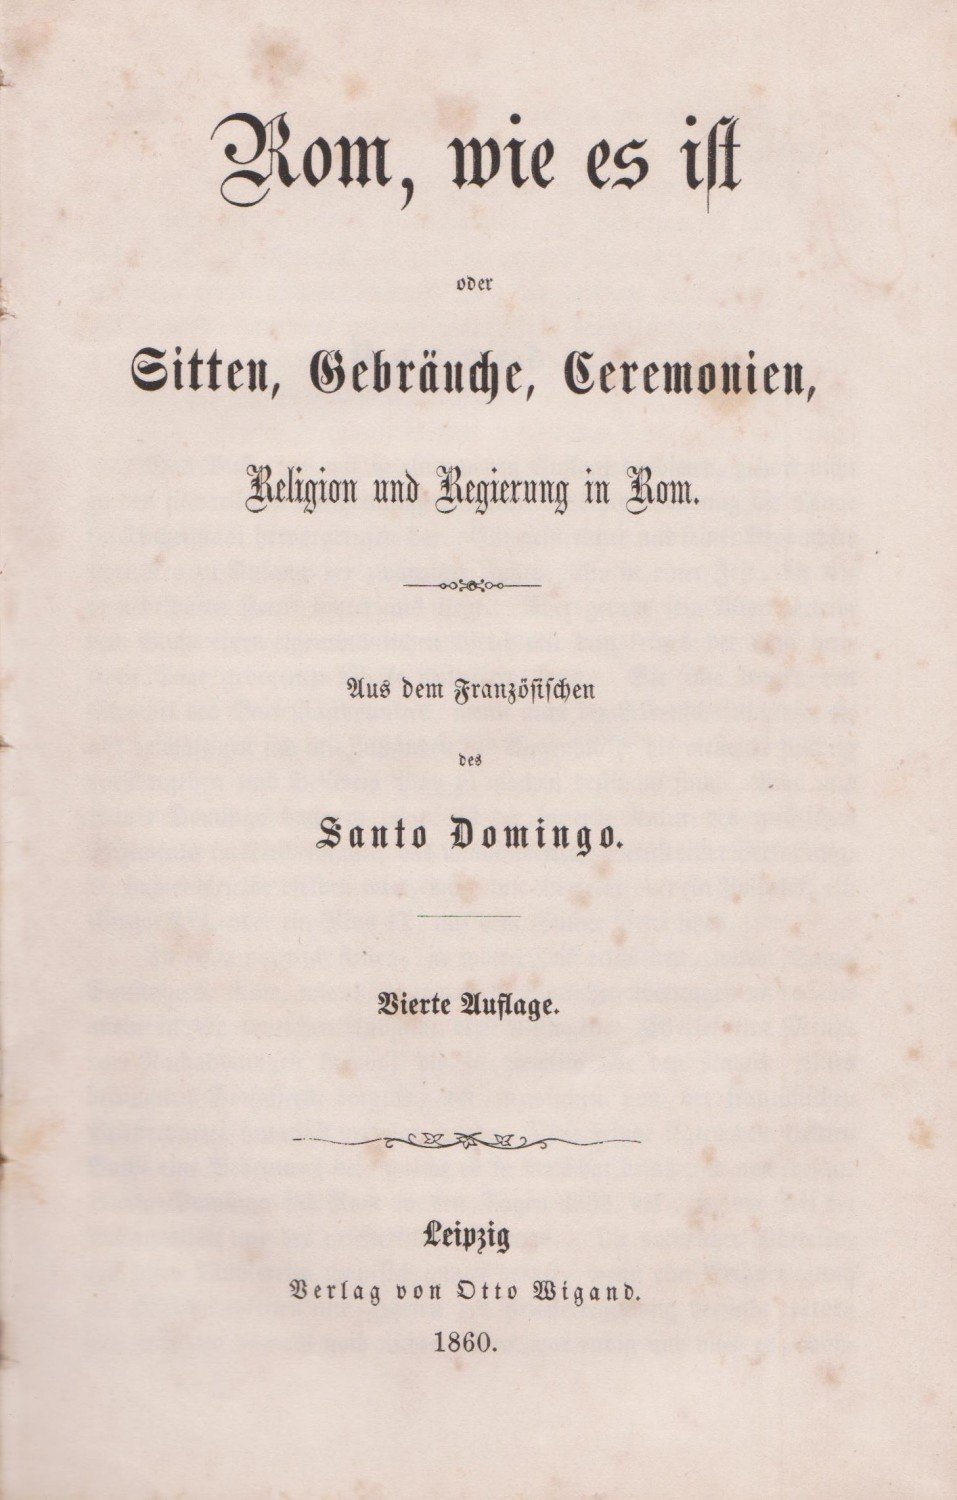 Rom, wie es ist
oder
Sitten, Gebräuche, Ceremonien,
Religion und Regierung in Rom.
Aus dem Französischen
des
Santo Domingo.
Vierte Auflage.
Leipzig
Verlag von Otto Wigand.
1860.